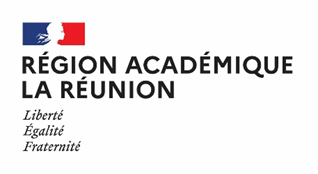 RÉGION ACADÉMIQUE
LA RÉUNION
Liberté
Égalité
Fraternité